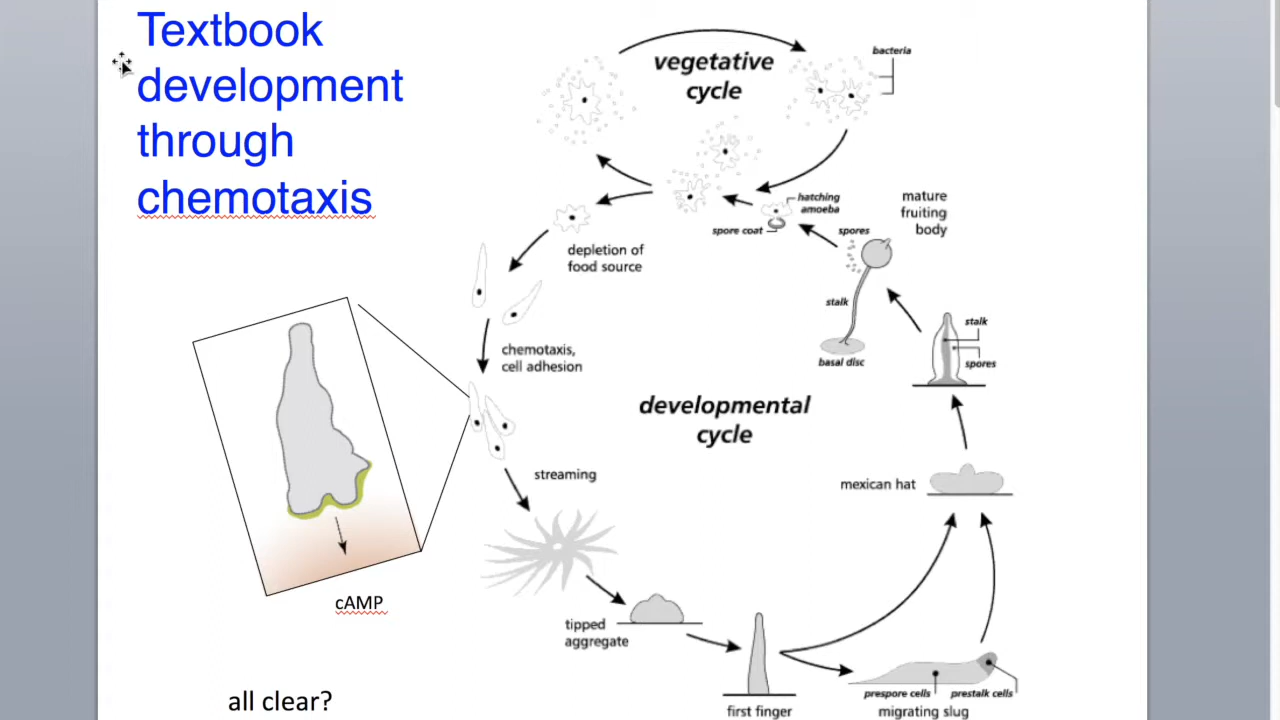 Textbook
development
through
chemotaxis
vegetative
cycle
bacteria
hatching
amoeba
spore coat
mature
fruiting
body
spores
depletion of
food source
stalk
basal disc
stalk
spores
chemotaxis,
cell adhesion
developmental
cycle
streaming
mexican hat
cAMP
tipped
aggregate
prespore cells
prestalk cells
first finger
migrating slug
all clear?